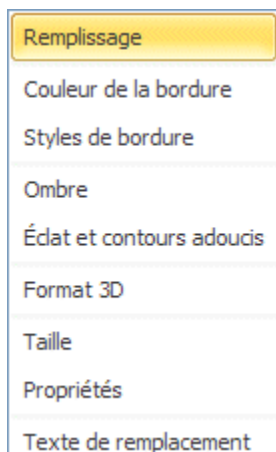 Remplissage
Couleur de la bordure
Styles de bordure
Ombre
Éclat et contours adoucis
Format 3D
Taille
Propriétés
Texte de remplacement